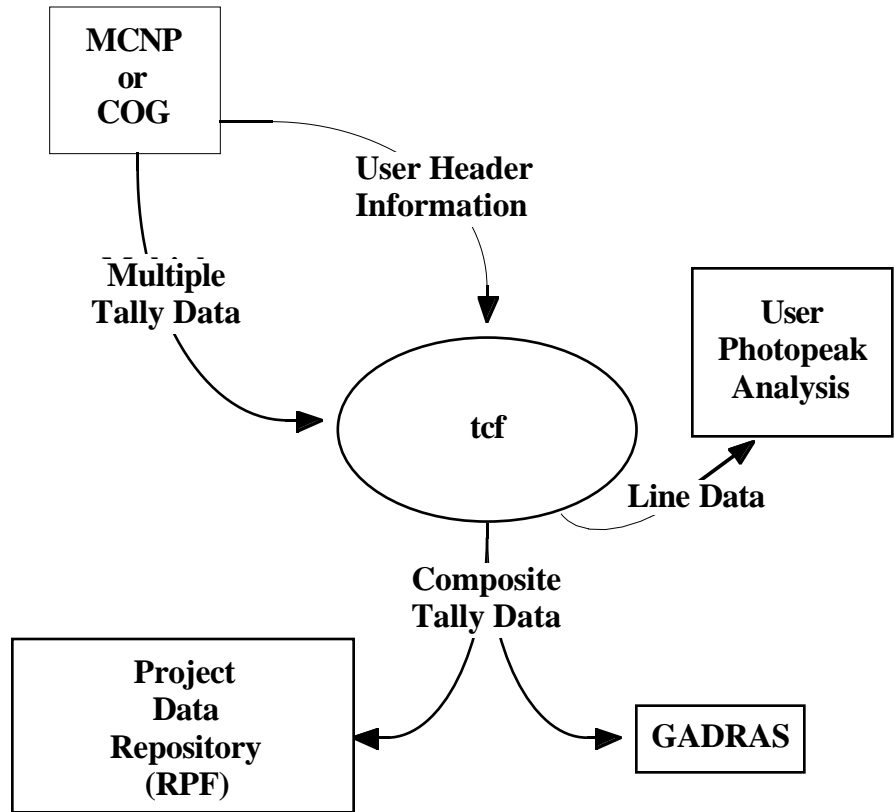 MCNP
or
COG
User Header
Information
Multiple
Tally Data
User
Photopeak
Analysis
tcf
Line Data
Composite
Tally Data
Project
Data
Repository
(RPF)
GADRAS